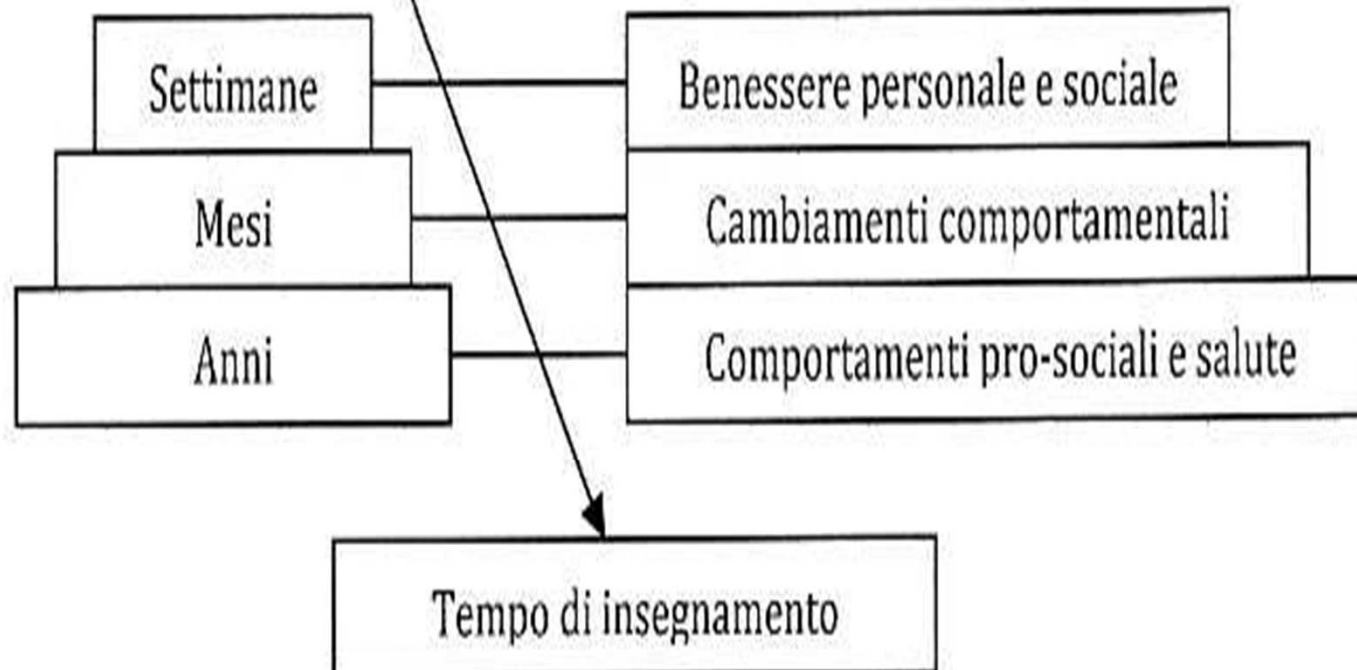 Settimane
Benessere personale e sociale
Mesi
Cambiamenti comportamentali
Anni
Comportamenti pro-sociali e salute
Tempo di insegnamento